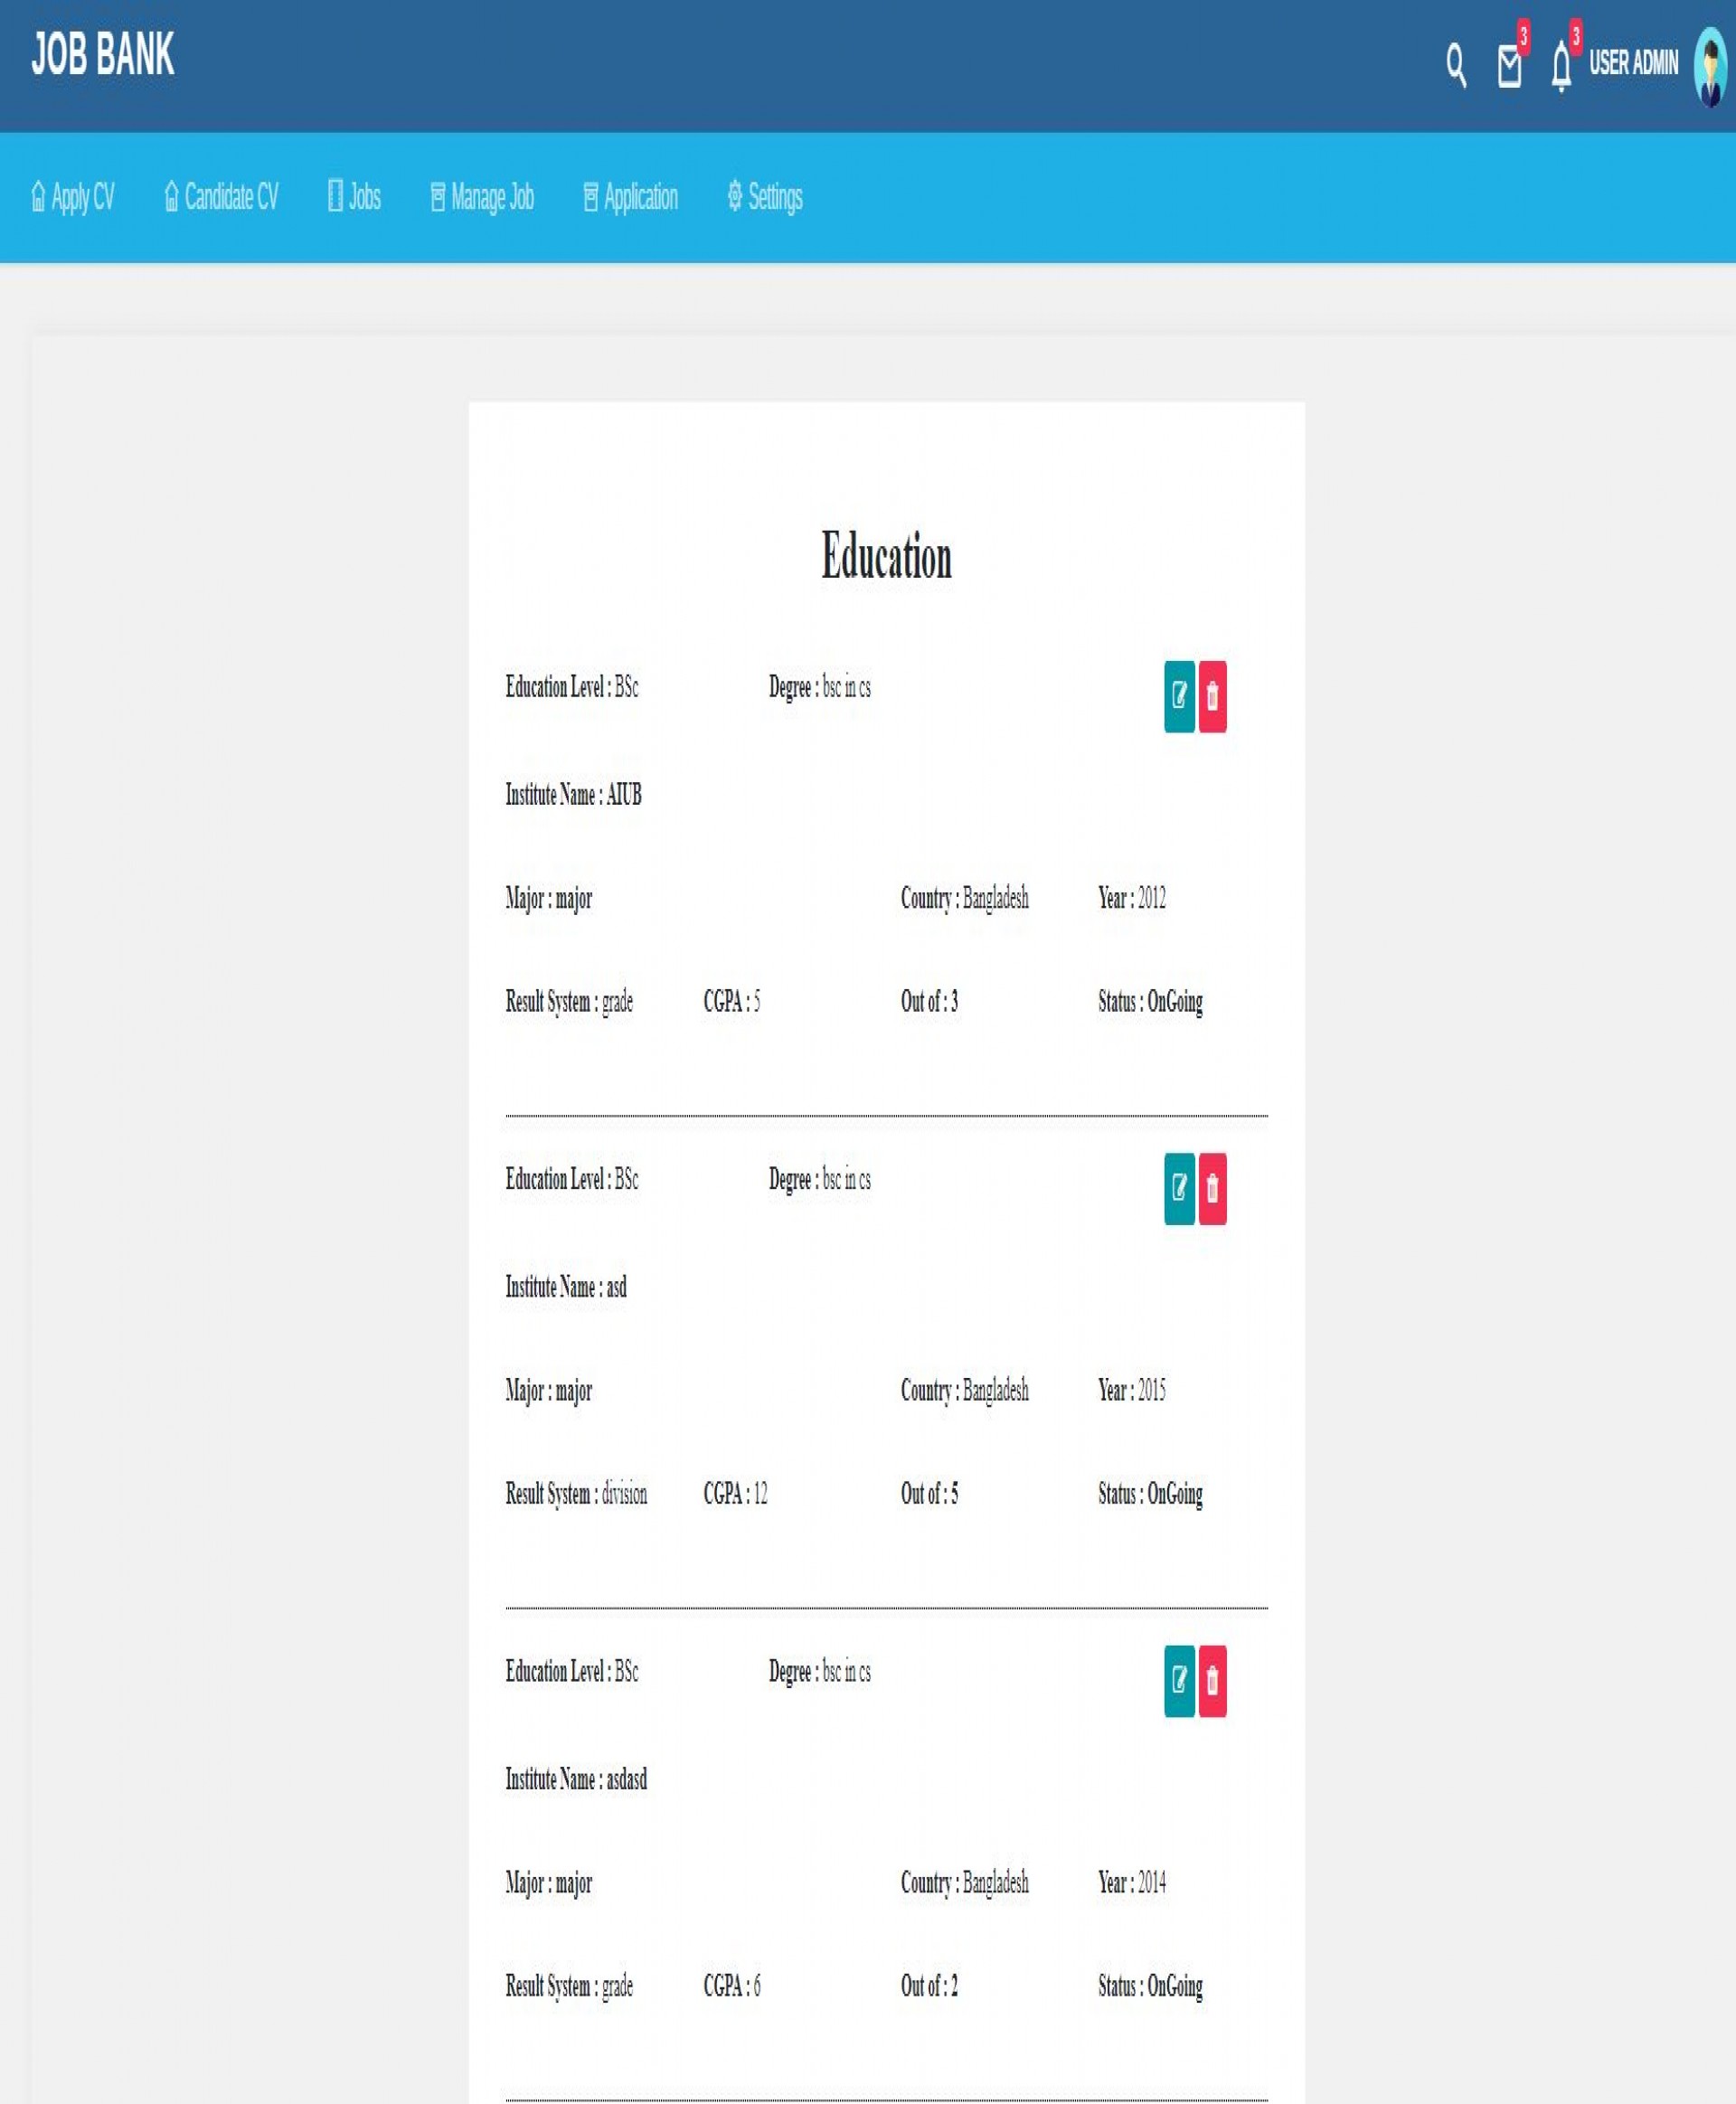 JOB BANK
3
3
USER ADMIN
Apply CV Candidate CV Jobs Manage Job Application Settings
Education
Education Level : BSc Degree : bsc in cs
Institute Name : AIUB
Major : major Country : Bangladesh Year : 2012
Result System : grade CGPA : 5 Out of : 3 Status : OnGoing
Education Level : BSc Degree : bsc in cs
Institute Name : asd
Major : major Country : Bangladesh Year : 2015
Result System : division CGPA : 12 Out of : 5 Status : OnGoing
Education Level : BSc Degree : bsc in cs
Institute Name : asdasd
Major : major Country : Bangladesh Year : 2014
Result System : grade CGPA : 6 Out of : 2 Status : OnGoing